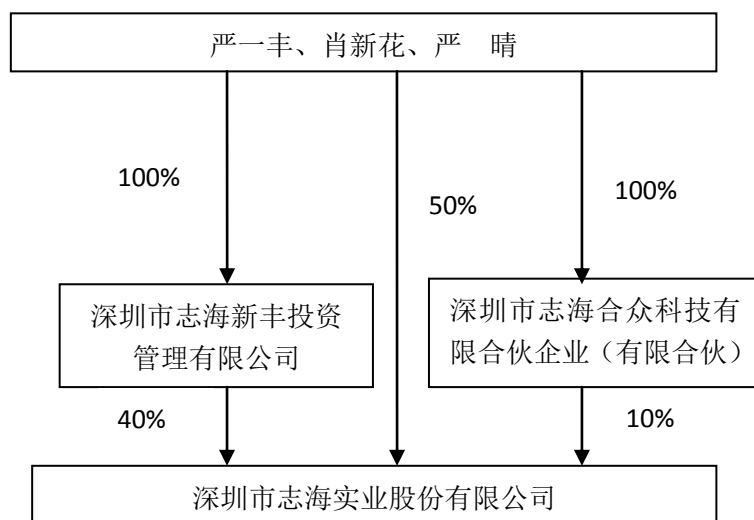 严一丰、肖新花、严　晴
100%
50%
100%
深圳市志海新丰投资
管理有限公司
深圳市志海合众科技有
限合伙企业（有限合伙）
40%
10%
深圳市志海实业股份有限公司